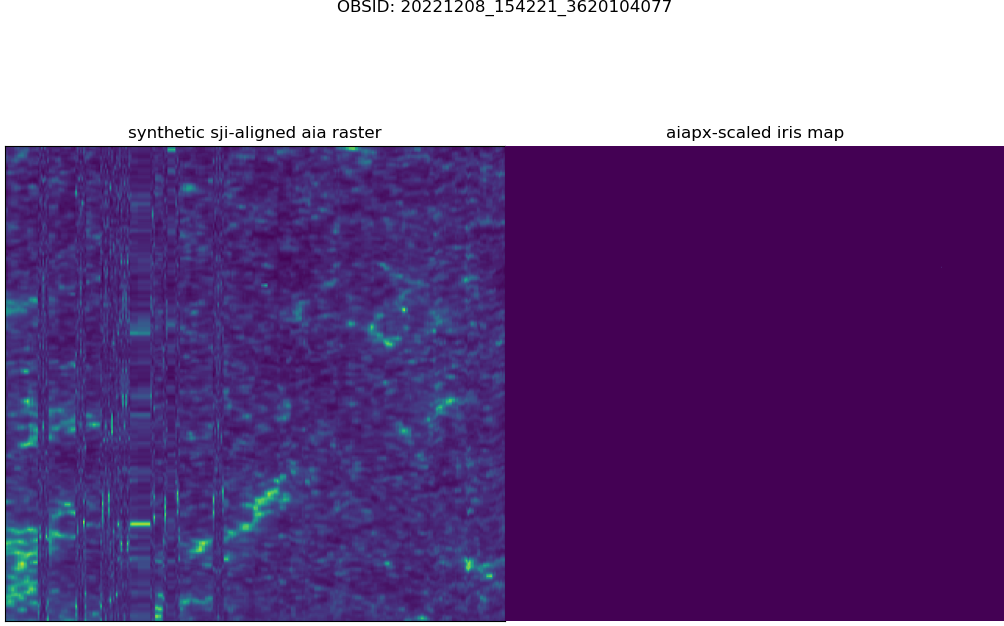 OBSID: 20221208_154221_3620104077
synthetic sji-aligned aia raster
aiapx-scaled iris map